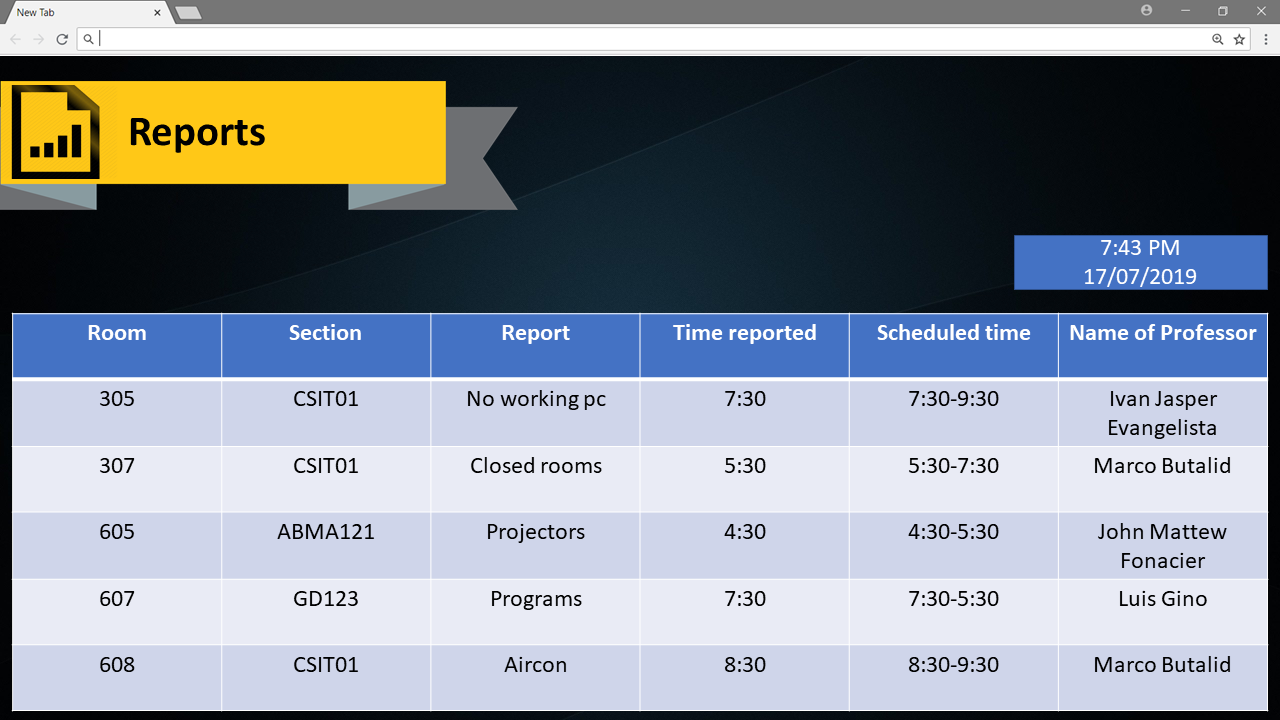 New Tab
Reports
7:43 PM
17/07/2019
Room Section Report Time reported Scheduled time Name of Professor
305 CSIT01 No working pc 7:30 7:30-9:30 Ivan Jasper
Evangelista
307 CSIT01 Closed rooms 5:30 5:30-7:30 Marco Butalid
605 ABMA121 Projectors 4:30 4:30-5:30 John Mattew
Fonacier
607 GD123 Programs 7:30 7:30-5:30 Luis Gino
608 CSIT01 Aircon 8:30 8:30-9:30 Marco Butalid